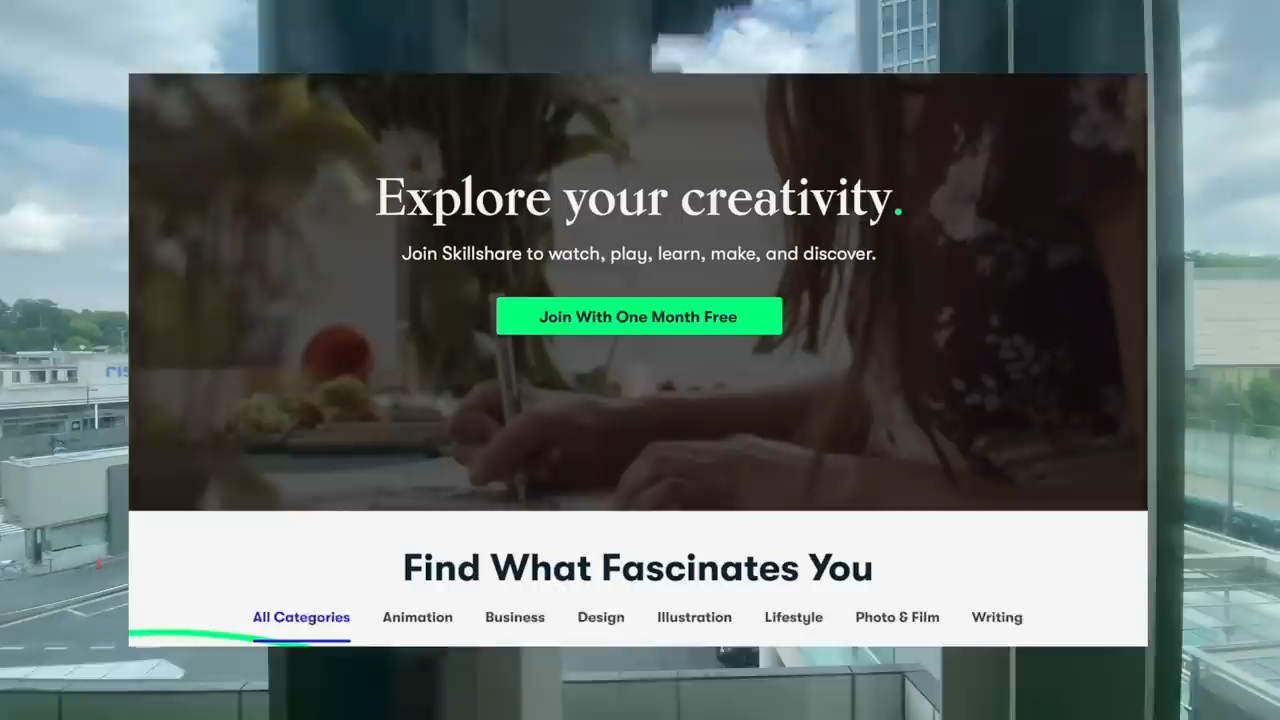 Explore your creativity.
Join Skillshare to watch, play, learn, make, and discover.
Join With One Month Free
Find What Fascinates You
All Categories Animation Business Design Illustration Lifestyle Photo & Film Writing